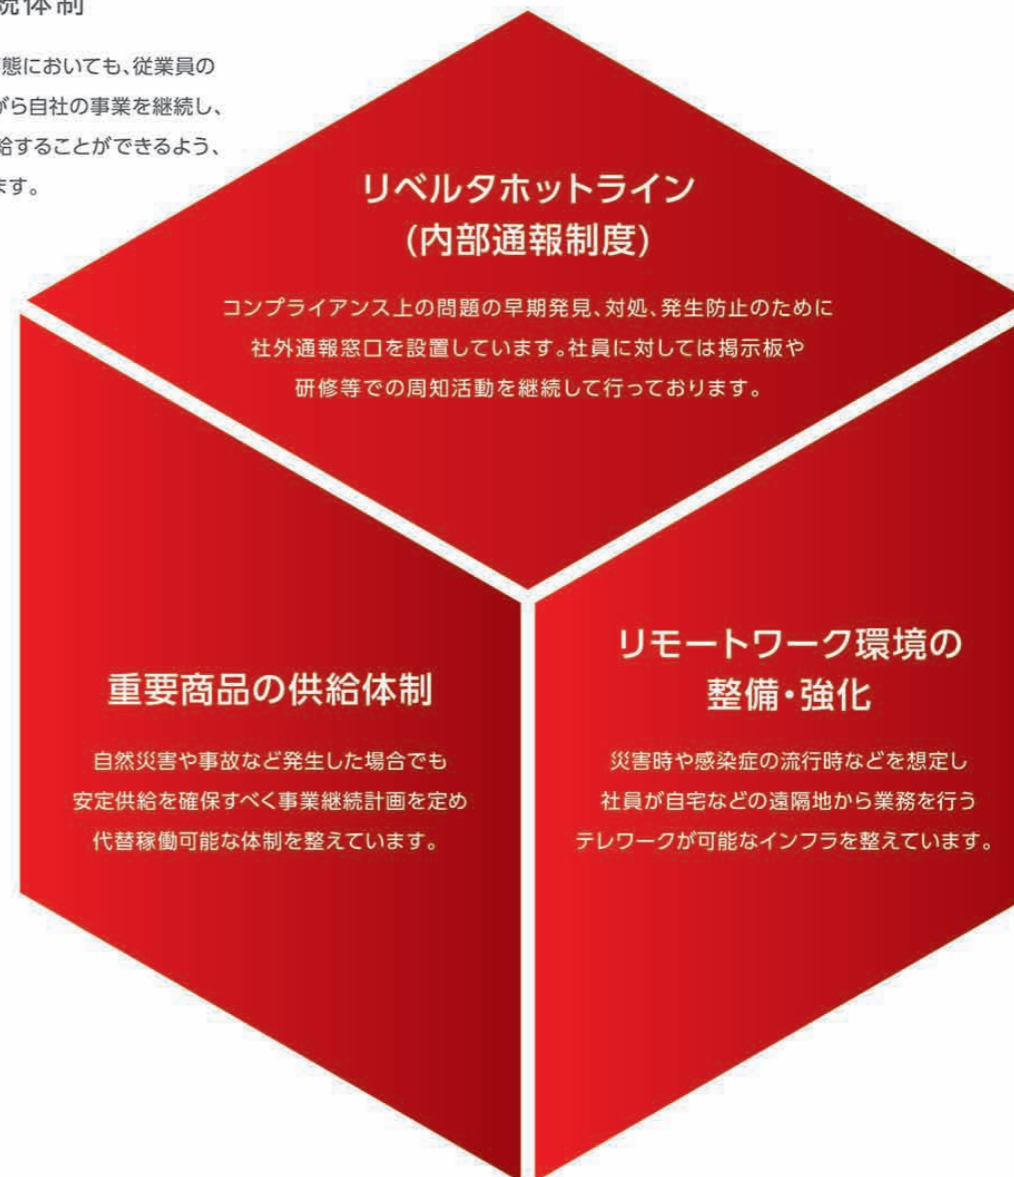 体制
態においても、従業員の
がら自社の事業を継続し、
給することができるよう、
ます。
リベルタホットライン
(内部通報制度)
コンプライアンス上の問題の早期発見、対処、発生防止のために
社外通報窓口を設置しています。社員に対しては掲示板や
研修等での周知活動を継続して行っております。
重要商品の供給体制
自然災害や事故など発生した場合でも
安定供給を確保すべく事業継続計画を定め
代替稼働可能な体制を整えています。
リモートワーク環境の
整備・強化
災害時や感染症の流行時などを想定し
社員が自宅などの遠隔地から業務を行う
テレワークが可能なインフラを整えています。